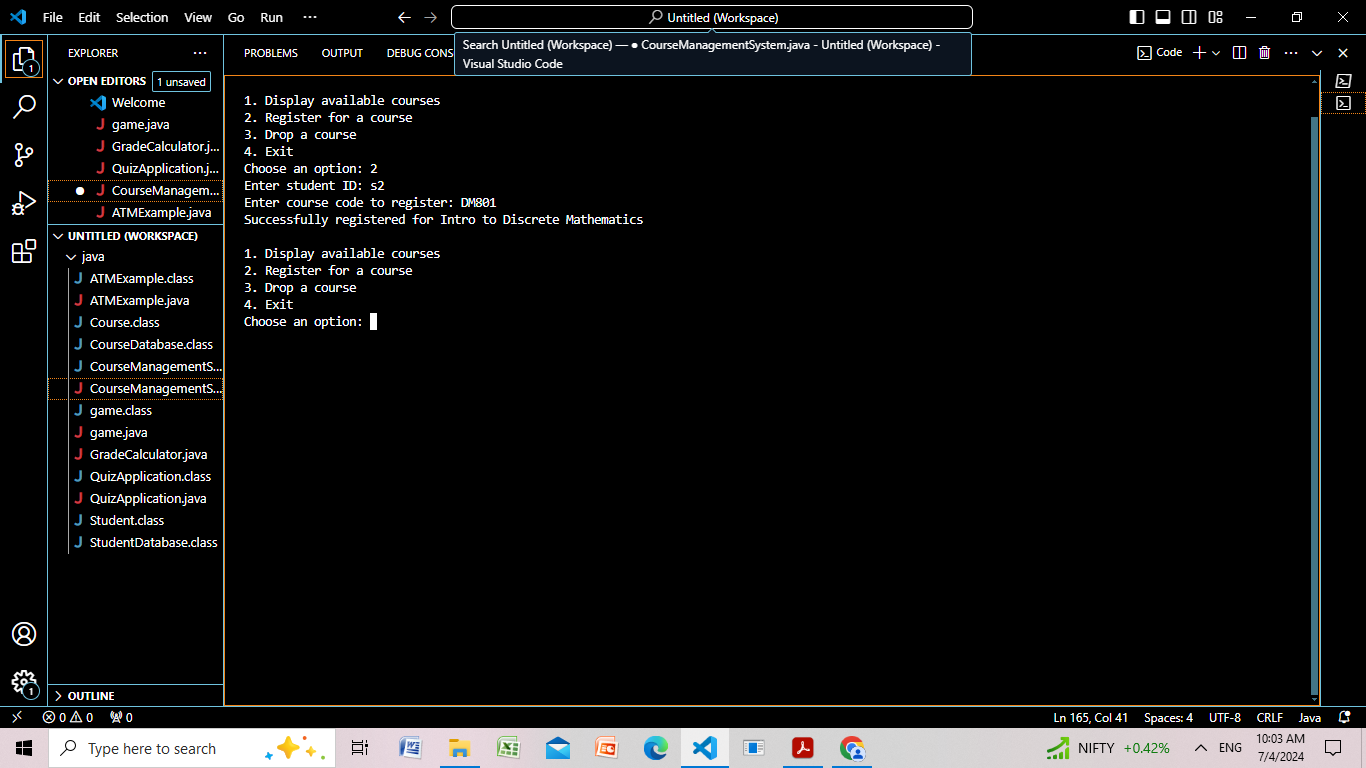 File Edit Selection View Go Run ··· Untitled (Workspace)
Search Untitled (Workspace) — ● CourseManagementSystem.java - Untitled (Workspace) -
Visual Studio Code
EXPLORER ···
PROBLEMS OUTPUT DEBUG CONS
Code
OPEN EDITORS 1 unsaved
Welcome
game.java
GradeCalculator.j...
QuizApplication.j...
CourseManagem...
ATMExample.java
UNTITLED (WORKSPACE)
java
ATMExample.class
ATMExample.java
Course.class
CourseDatabase.class
CourseManagementS...
CourseManagementS...
game.class
game.java
GradeCalculator.java
QuizApplication.class
QuizApplication.java
Student.class
StudentDatabase.class
OUTLINE
1
1
1. Display available courses
2. Register for a course
3. Drop a course
4. Exit
Choose an option: 2
Enter student ID: s2
Enter course code to register: DM801
Successfully registered for Intro to Discrete Mathematics
1. Display available courses
2. Register for a course
3. Drop a course
4. Exit
Choose an option:
0 0 0
Ln 165, Col 41 Spaces: 4 UTF-8 CRLF Java
Type here to search
NIFTY +0.42% ENG
10:03 AM
7/4/2024